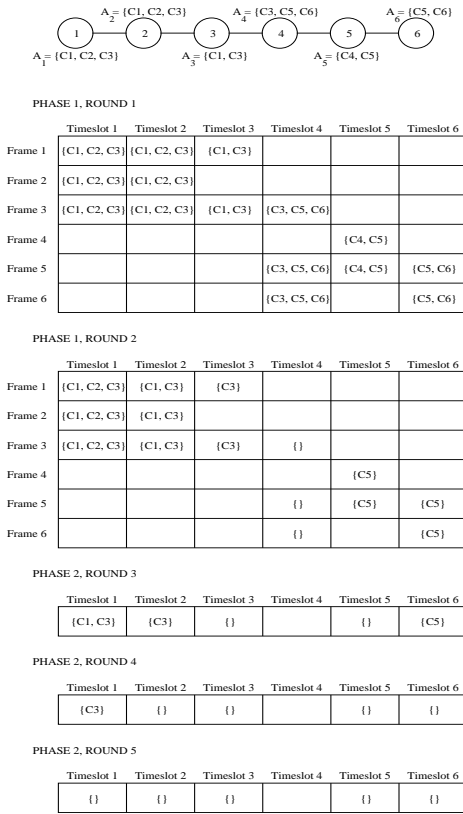 A2 = {C1, C2, C3} A4 = {C3, C5, C6} A6 = {C5, C6}
1 2 3 4 5 6
A1 = {C1, C2, C3} A3 = {C1, C3} A5 = {C4, C5}
PHASE 1, ROUND 1
Timeslot 1 Timeslot 2 Timeslot 3 Timeslot 4 Timeslot 5 Timeslot 6
Frame 1 {C1, C2, C3} {C1, C2, C3} {C1, C3}
Frame 2 {C1, C2, C3} {C1, C2, C3}
Frame 3 {C1, C2, C3} {C1, C2, C3} {C1, C3} {C3, C5, C6}
Frame 4 {C4, C5}
Frame 5 {C3, C5, C6} {C4, C5} {C5, C6}
Frame 6 {C3, C5, C6} {C5, C6}
PHASE 1, ROUND 2
Timeslot 1 Timeslot 2 Timeslot 3 Timeslot 4 Timeslot 5 Timeslot 6
Frame 1 {C1, C2, C3} {C1, C3} {C3}
Frame 2 {C1, C2, C3} {C1, C3}
Frame 3 {C1, C2, C3} {C1, C3} {C3} { }
Frame 4 {C5}
Frame 5 { } {C5} {C5}
Frame 6 { } {C5}
PHASE 2, ROUND 3
Timeslot 1 Timeslot 2 Timeslot 3 Timeslot 4 Timeslot 5 Timeslot 6
{C1, C3} {C3} { } { } {C5}
PHASE 2, ROUND 4
Timeslot 1 Timeslot 2 Timeslot 3 Timeslot 4 Timeslot 5 Timeslot 6
{C3} { } { } { } { }
PHASE 2, ROUND 5
Timeslot 1 Timeslot 2 Timeslot 3 Timeslot 4 Timeslot 5 Timeslot 6
{ } { } { } { } { }